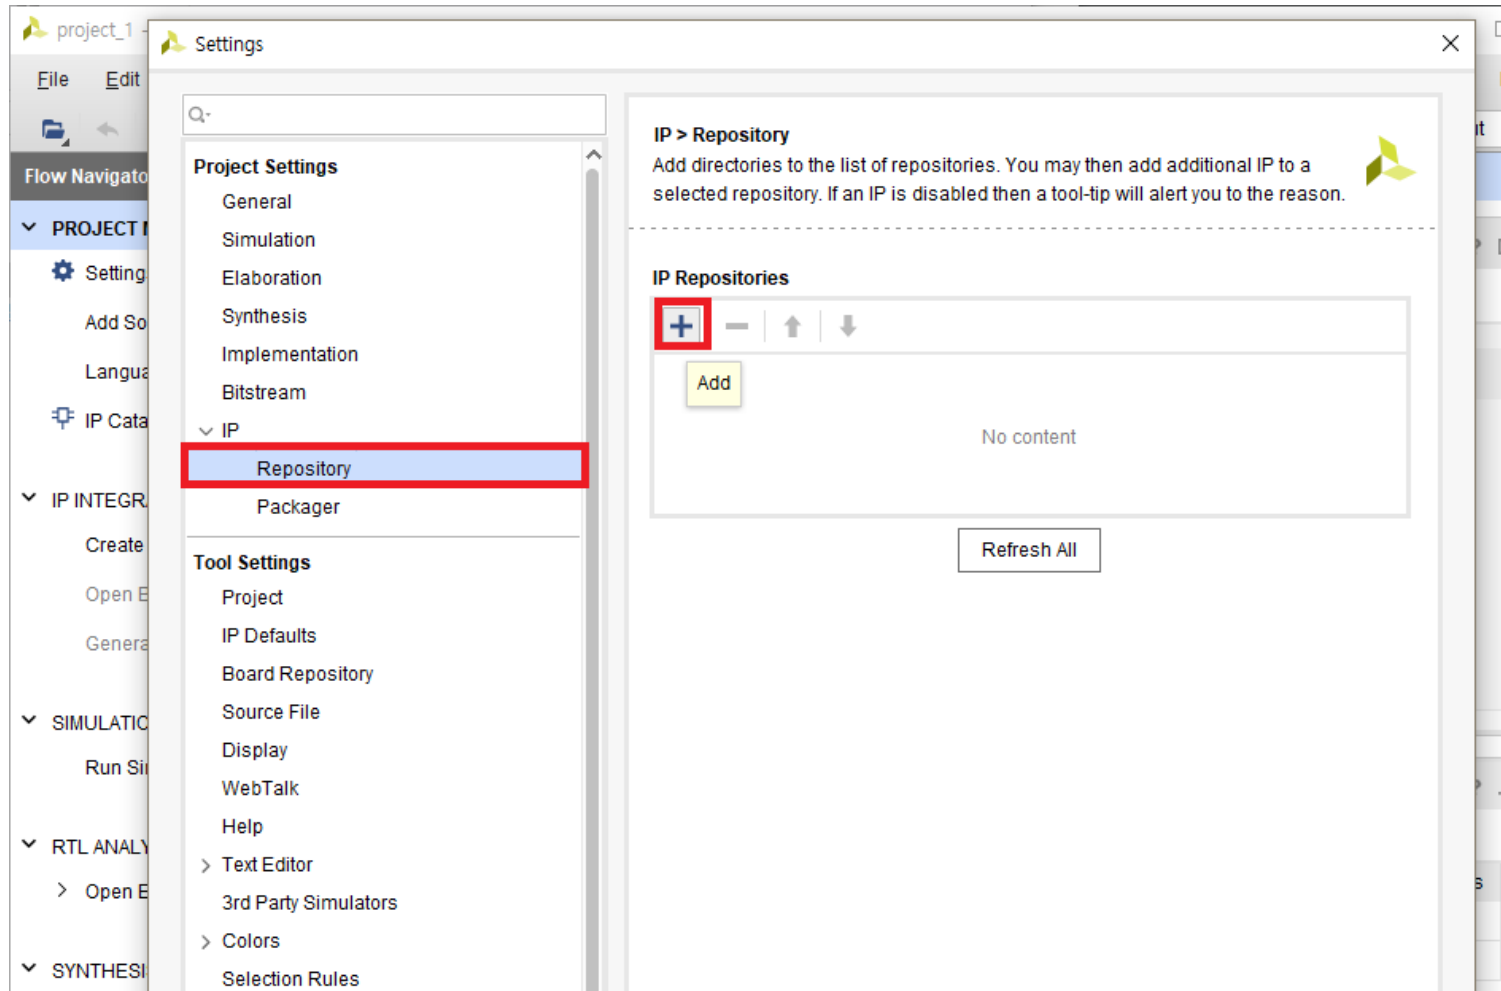 project_1 -
File Edit
Flow Navigato
PROJECT M
Setting
Add So
Langua
IP Cata
IP INTEGR
Create
Open E
Genera
SIMULATIO
Run Sii
RTL ANALY
Open E
SYNTHESI
Settings
Project Settings
General
Simulation
Elaboration
Synthesis
Implementation
Bitstream
IP
Repository
Packager
Tool Settings
Project
IP Defaults
Board Repository
Source File
Display
WebTalk
Help
Text Editor
3rd Party Simulators
Colors
Selection Rules
IP > Repository
Add directories to the list of repositories. You may then add additional IP to a
selected repository. If an IP is disabled then a tool-tip will alert you to the reason.
IP Repositories
Add
No content
Refresh All